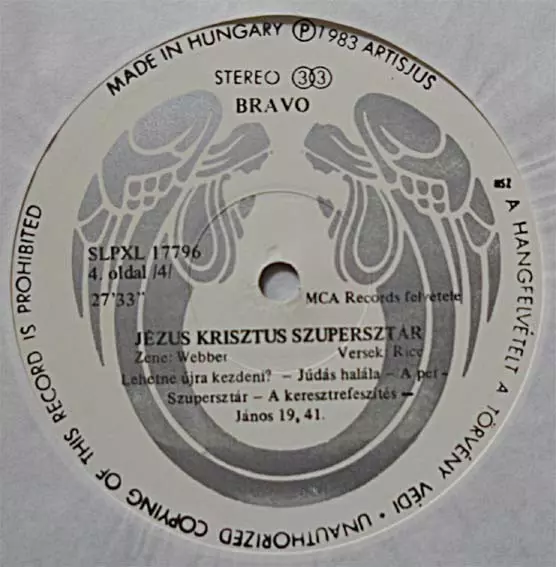 MADE IN HUNGARY Ⓟ 1983 ARTISJUS
STEREO 33
BRAVO
SLPXL 17796
4. oldal /4/
27'33"
MCA Records felvétele
JÉZUS KRISZTUS SZUPERSZTÁR
Zene: Webber Versek: Rice
Lehetne újra kezdeni? – Júdás halála – A per –
Szupersztár – A keresztrefeszítés –
János 19, 41.
MSZ
A HANGFELVÉTELT A TÖRVÉNY VÉDI • UNAUTHORIZED COPYING OF THIS RECORD IS PROHIBITED